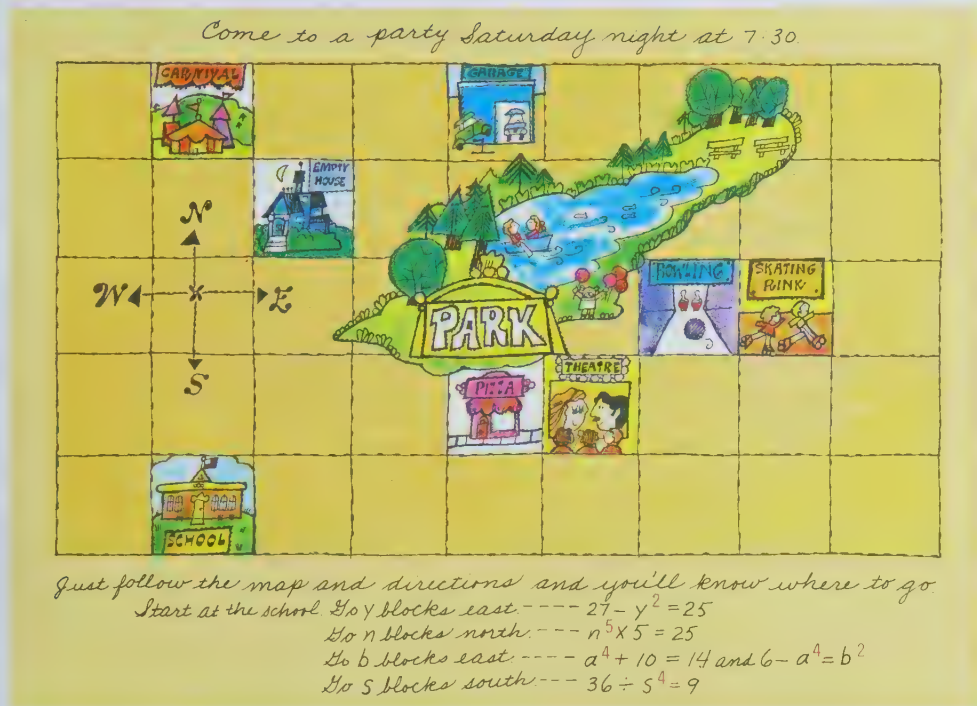 Come to a party Saturday night at 7.30.
CARNIVAL
GARAGE
EMPTY
HOUSE
N
W X E
S
PARK
BOWLING
SKATING
RINK
PIZZA
THEATRE
SCHOOL
Just follow the map and directions and you'll know where to go.
Start at the school. Go y blocks east ---- 27 - y² = 25
Go n blocks north. --- n⁵ X 5 = 25
Go b blocks east. ---- a⁴ + 10 = 14 and 6 - a⁴ = b²
Go s blocks south --- 36 ÷ s⁴ = 9